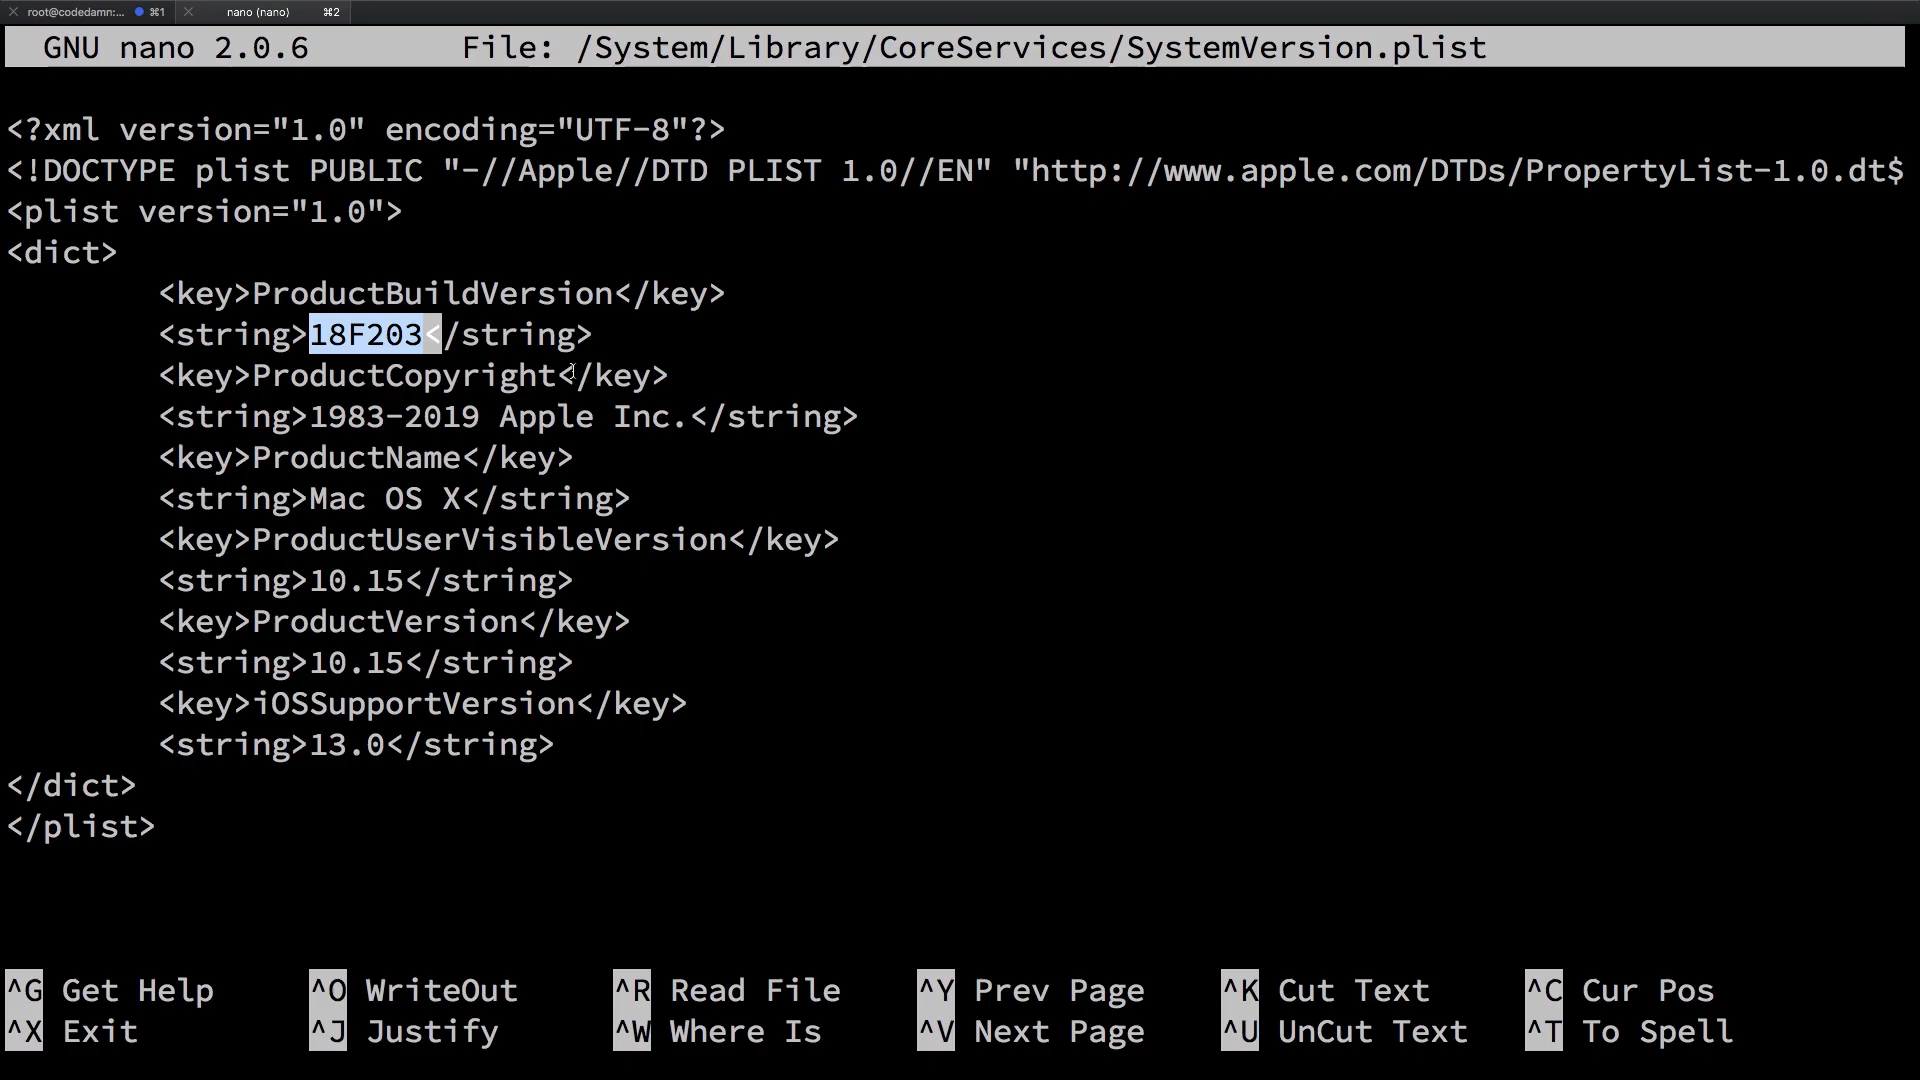 root@codedamn:... ⌘1 nano (nano) ⌘2
GNU nano 2.0.6 File: /System/Library/CoreServices/SystemVersion.plist
<?xml version="1.0" encoding="UTF-8"?>
<!DOCTYPE plist PUBLIC "-//Apple//DTD PLIST 1.0//EN" "http://www.apple.com/DTDs/PropertyList-1.0.dt$
<plist version="1.0">
<dict>
<key>ProductBuildVersion</key>
<string>18F203</string>
<key>ProductCopyright</key>
<string>1983-2019 Apple Inc.</string>
<key>ProductName</key>
<string>Mac OS X</string>
<key>ProductUserVisibleVersion</key>
<string>10.15</string>
<key>ProductVersion</key>
<string>10.15</string>
<key>iOSSupportVersion</key>
<string>13.0</string>
</dict>
</plist>
^G Get Help ^O WriteOut ^R Read File ^Y Prev Page ^K Cut Text ^C Cur Pos
^X Exit ^J Justify ^W Where Is ^V Next Page ^U UnCut Text ^T To Spell